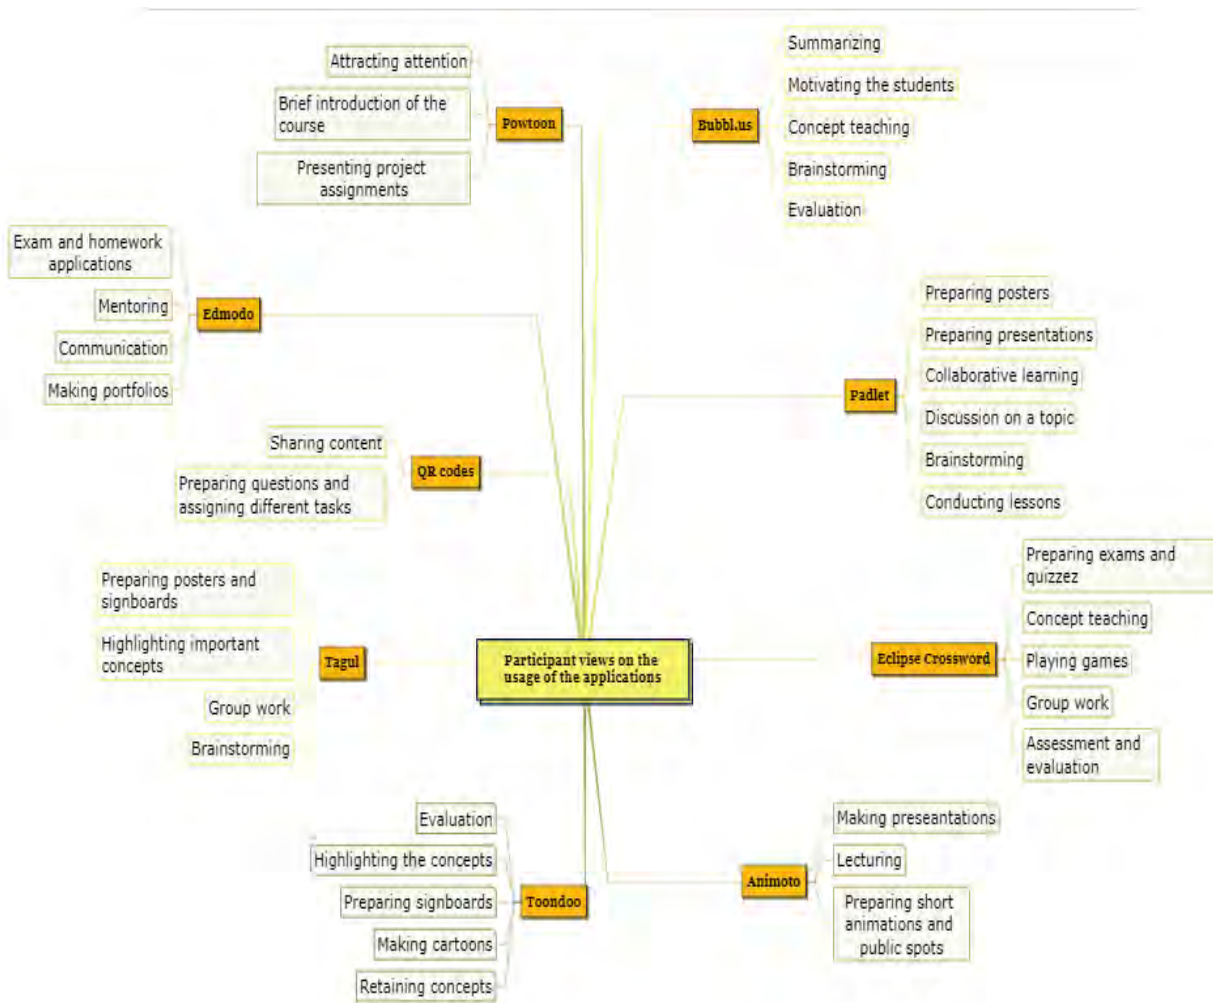 Attracting attention
Brief introduction of the
course
Presenting project
assignments
Powtoon
Bubbl.us
Summarizing
Motivating the students
Concept teaching
Brainstorming
Evaluation
Exam and homework
applications
Mentoring
Communication
Making portfolios
Edmodo
Padlet
Preparing posters
Preparing presentations
Collaborative learning
Discussion on a topic
Brainstorming
Conducting lessons
Sharing content
Preparing questions and
assigning different tasks
QR codes
Preparing posters and
signboards
Highlighting important
concepts
Group work
Brainstorming
Tagul
Participant views on the
usage of the applications
Eclipse Crossword
Preparing exams and
quizzez
Concept teaching
Playing games
Group work
Assessment and
evaluation
Evaluation
Highlighting the concepts
Preparing signboards
Making cartoons
Retaining concepts
Toondoo
Animoto
Making preseantations
Lecturing
Preparing short
animations and
public spots